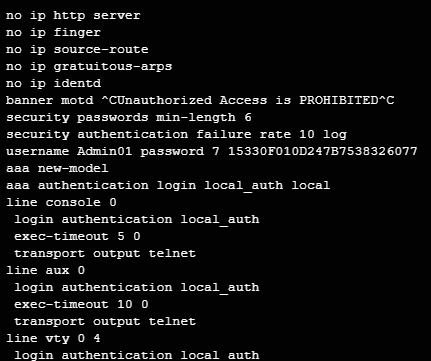 no ip http server
no ip finger
no ip source-route
no ip gratuitous-arps
no ip identd
banner motd ^CUnauthorized Access is PROHIBITED^C
security passwords min-length 6
security authentication failure rate 10 log
username Admin01 password 7 15330F010D247B7538326077
aaa new-model
aaa authentication login local_auth local
line console 0
 login authentication local_auth
 exec-timeout 5 0
 transport output telnet
line aux 0
 login authentication local_auth
 exec-timeout 10 0
 transport output telnet
line vty 0 4
 login authentication local_auth